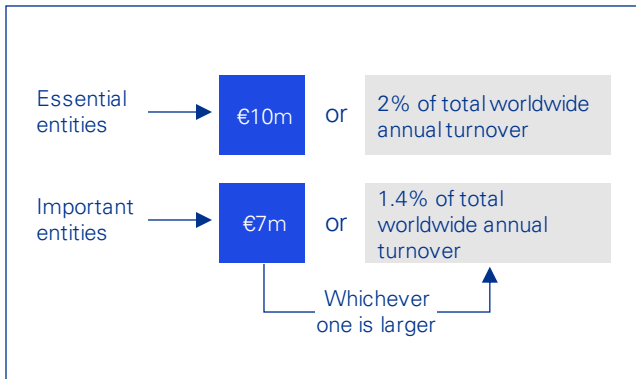 Essential
entities
€10m
or
2% of total worldwide
annual turnover
Important
entities
€7m
or
1.4% of total
worldwide annual
turnover
Whichever
one is larger